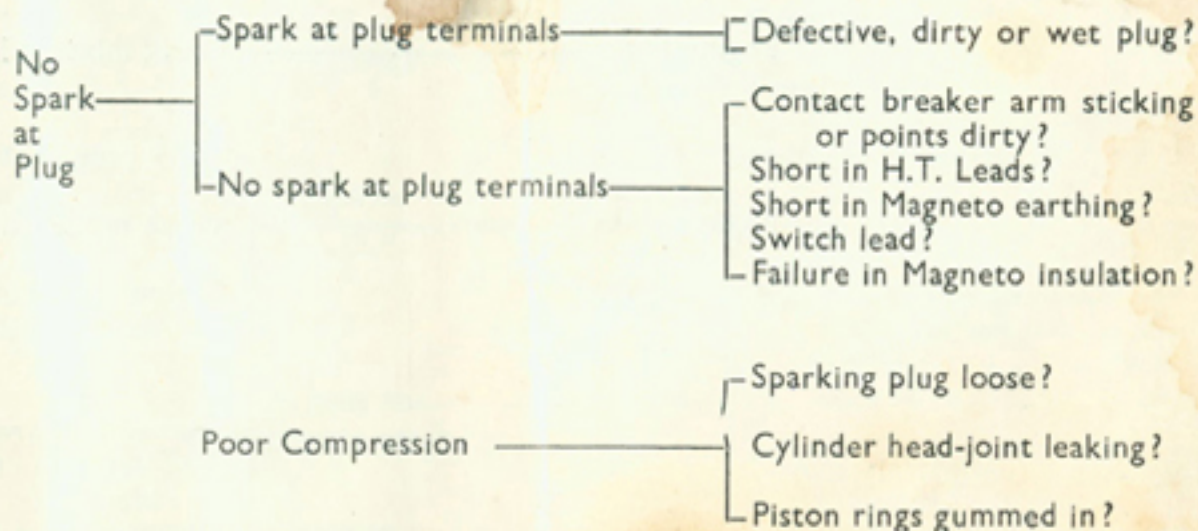 No
Spark
at
Plug
Spark at plug terminals
Defective, dirty or wet plug?
No spark at plug terminals
Contact breaker arm sticking
or points dirty?
Short in H.T. Leads?
Short in Magneto earthing?
Switch lead?
Failure in Magneto insulation?
Poor Compression
Sparking plug loose?
Cylinder head-joint leaking?
Piston rings gummed in?